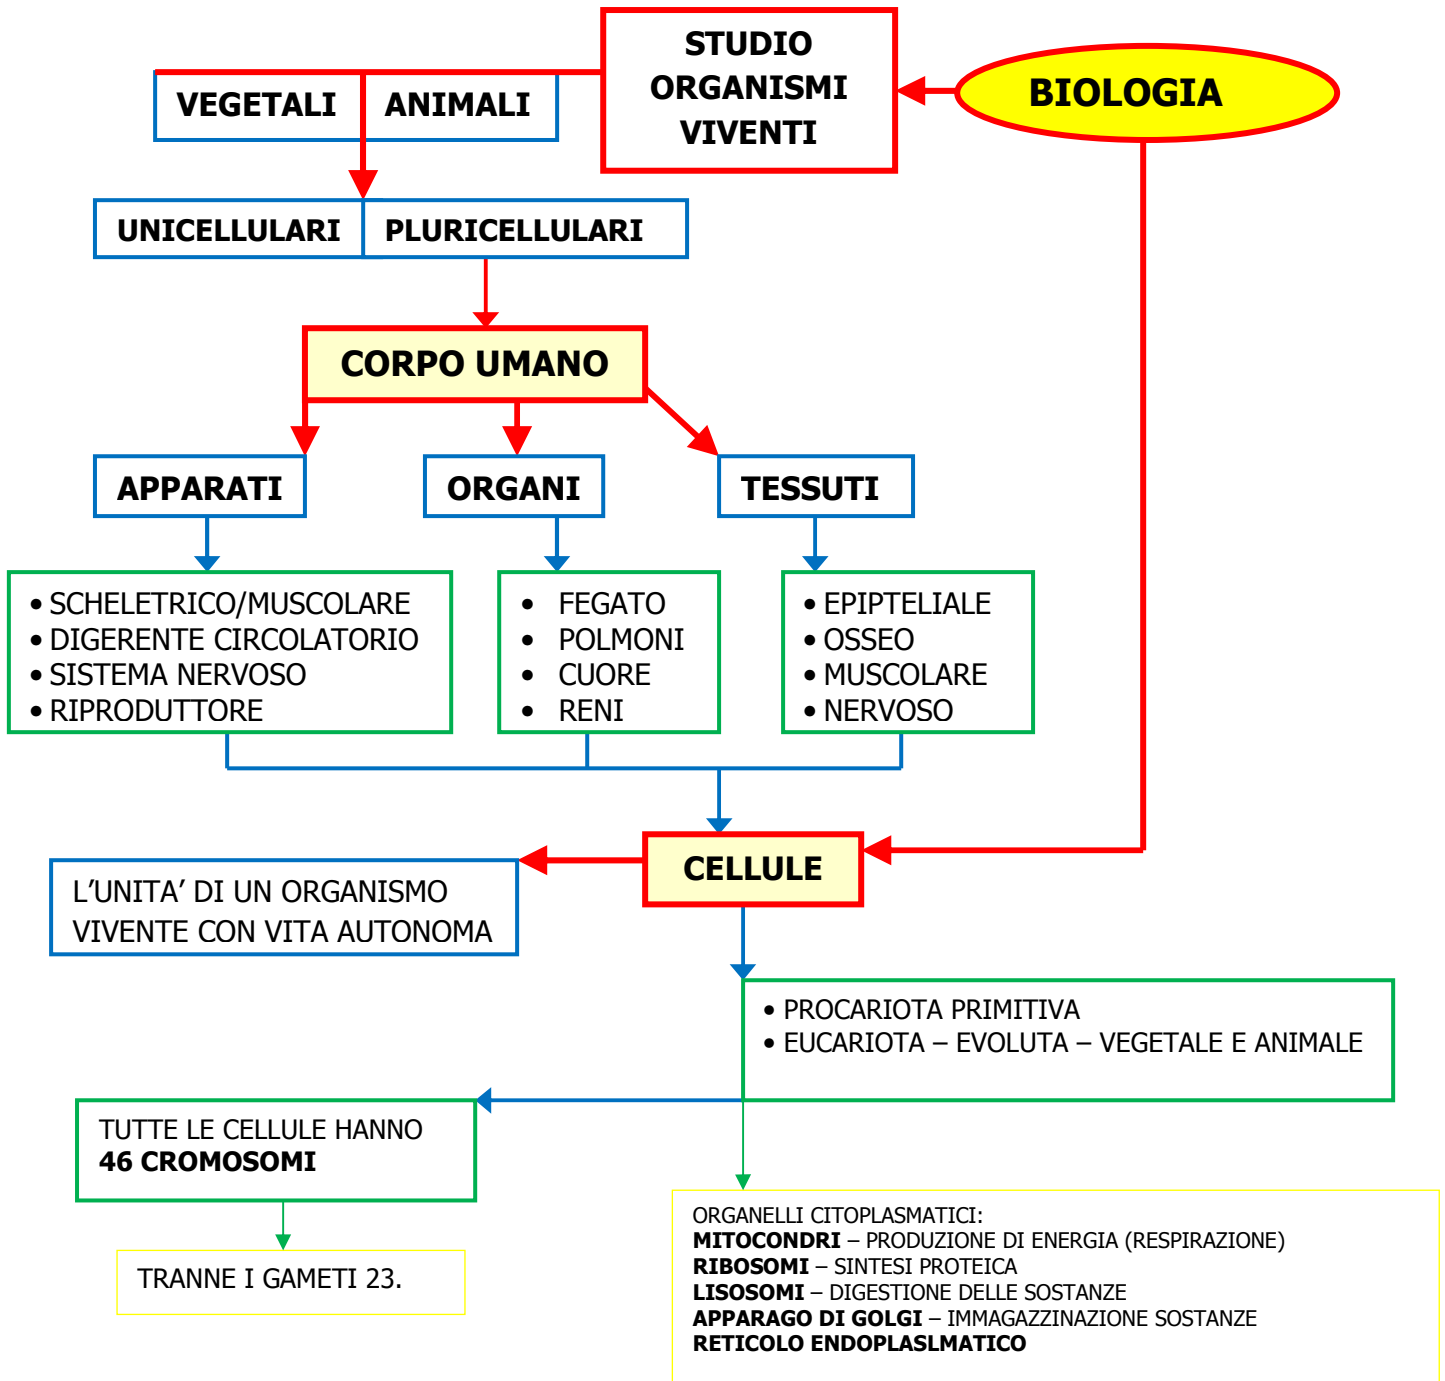 STUDIO
ORGANISMI
VIVENTI
BIOLOGIA
VEGETALI
ANIMALI
UNICELLULARI
PLURICELLULARI
CORPO UMANO
APPARATI
ORGANI
TESSUTI
• SCHELETRICO/MUSCOLARE
• DIGERENTE CIRCOLATORIO
• SISTEMA NERVOSO
• RIPRODUTTORE
• FEGATO
• POLMONI
• CUORE
• RENI
• EPIPTELIALE
• OSSEO
• MUSCOLARE
• NERVOSO
CELLULE
L’UNITA’ DI UN ORGANISMO
VIVENTE CON VITA AUTONOMA
• PROCARIOTA PRIMITIVA
• EUCARIOTA – EVOLUTA – VEGETALE E ANIMALE
TUTTE LE CELLULE HANNO
46 CROMOSOMI
TRANNE I GAMETI 23.
ORGANELLI CITOPLASMATICI:
MITOCONDRI – PRODUZIONE DI ENERGIA (RESPIRAZIONE)
RIBOSOMI – SINTESI PROTEICA
LISOSOMI – DIGESTIONE DELLE SOSTANZE
APPARAGO DI GOLGI – IMMAGAZZINAZIONE SOSTANZE
RETICOLO ENDOPLASLMATICO